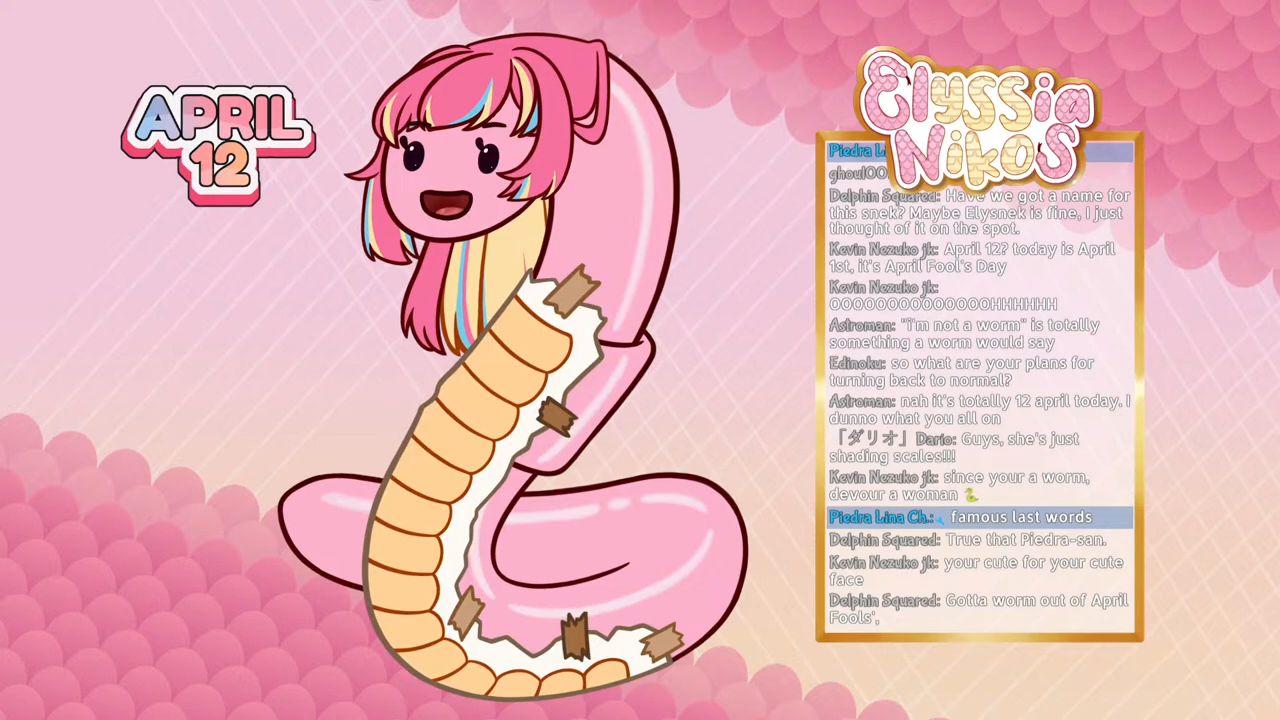 APRIL
12
Elyssia
Nikos
Piedra Li
ghoulOO
Delphin Squared: Have we got a name for
this snek? Maybe Elysnek is fine, I just
thought of it on the spot.
Kevin Nezuko jk: April 12? today is April
1st, it's April Fool's Day
Kevin Nezuko jk:
OOOOOOOOOOOOOOOHHHHHHH
Astroman: "i'm not a worm" is totally
something a worm would say
Edinoku: so what are your plans for
turning back to normal?
Astroman: nah it's totally 12 april today. I
dunno what you all on
「ダリオ」Dario: Guys, she's just
shading scales!!!!
Kevin Nezuko jk: since your a worm,
devour a woman 🐍
Piedra Lina Ch.: famous last words
Delphin Squared: True that Piedra-san.
Kevin Nezuko jk: your cute for your cute
face
Delphin Squared: Gotta worm out of April
Fools',